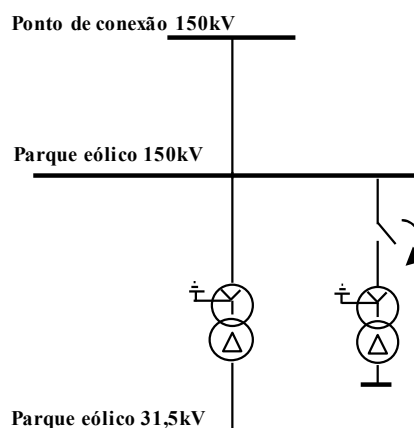 Ponto de conexão 150kV
Parque eólico 150kV
Parque eólico 31,5kV